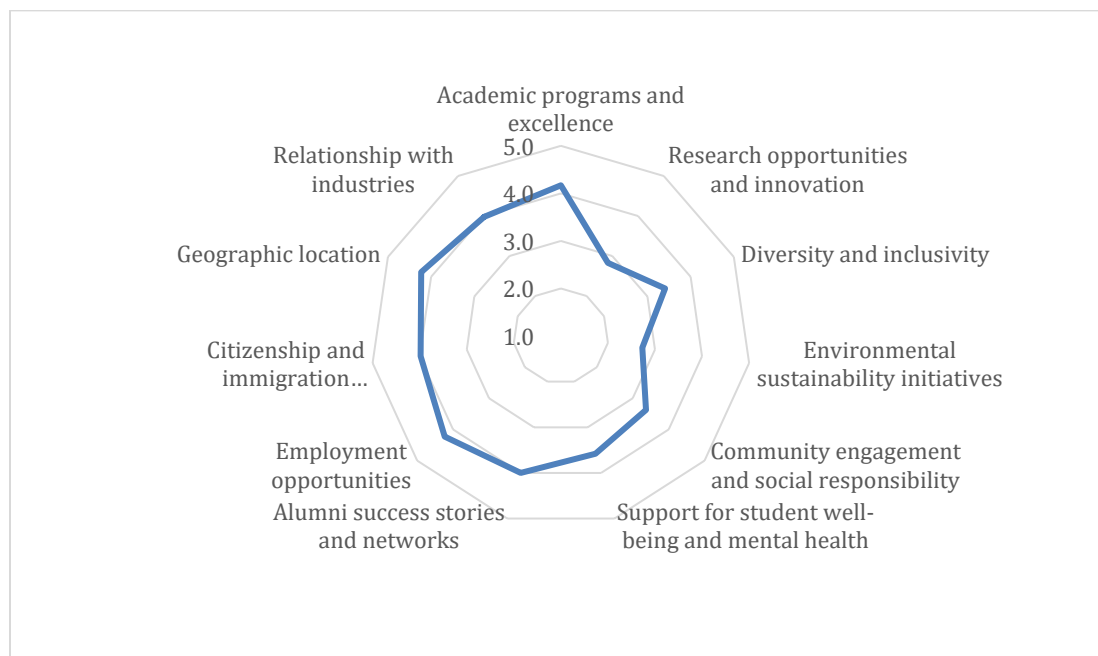 Academic programs and
excellence
5.0
4.0
3.0
2.0
1.0
Research opportunities
and innovation
Diversity and inclusivity
Environmental
sustainability initiatives
Community engagement
and social responsibility
Support for student well-
being and mental health
Alumni success stories
and networks
Employment
opportunities
Citizenship and
immigration…
Geographic location
Relationship with
industries